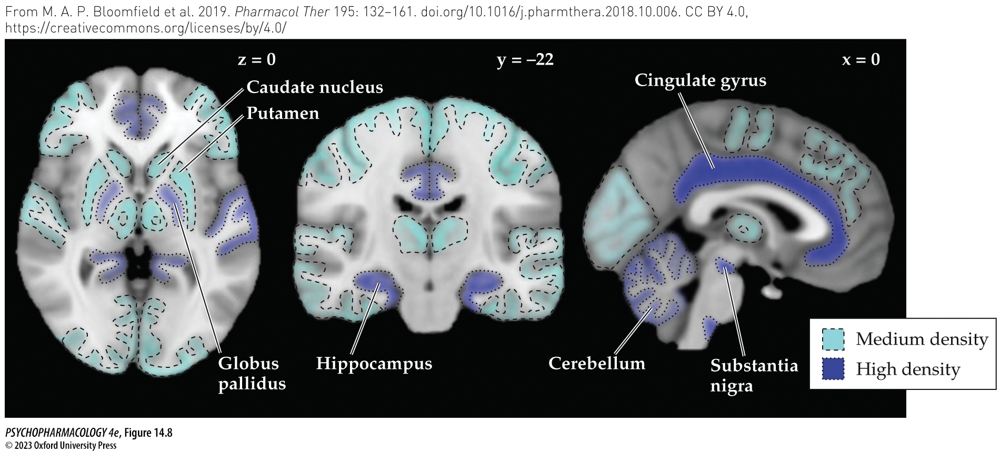 From M. A. P. Bloomfield et al. 2019. Pharmacol Ther 195: 132–161. doi.org/10.1016/j.pharmthera.2018.10.006. CC BY 4.0,
https://creativecommons.org/licenses/by/4.0/
z = 0
y = –22
x = 0
Caudate nucleus
Putamen
Cingulate gyrus
Globus
pallidus
Hippocampus
Cerebellum
Substantia
nigra
Medium density
High density
PSYCHOPHARMACOLOGY 4e, Figure 14.8
© 2023 Oxford University Press